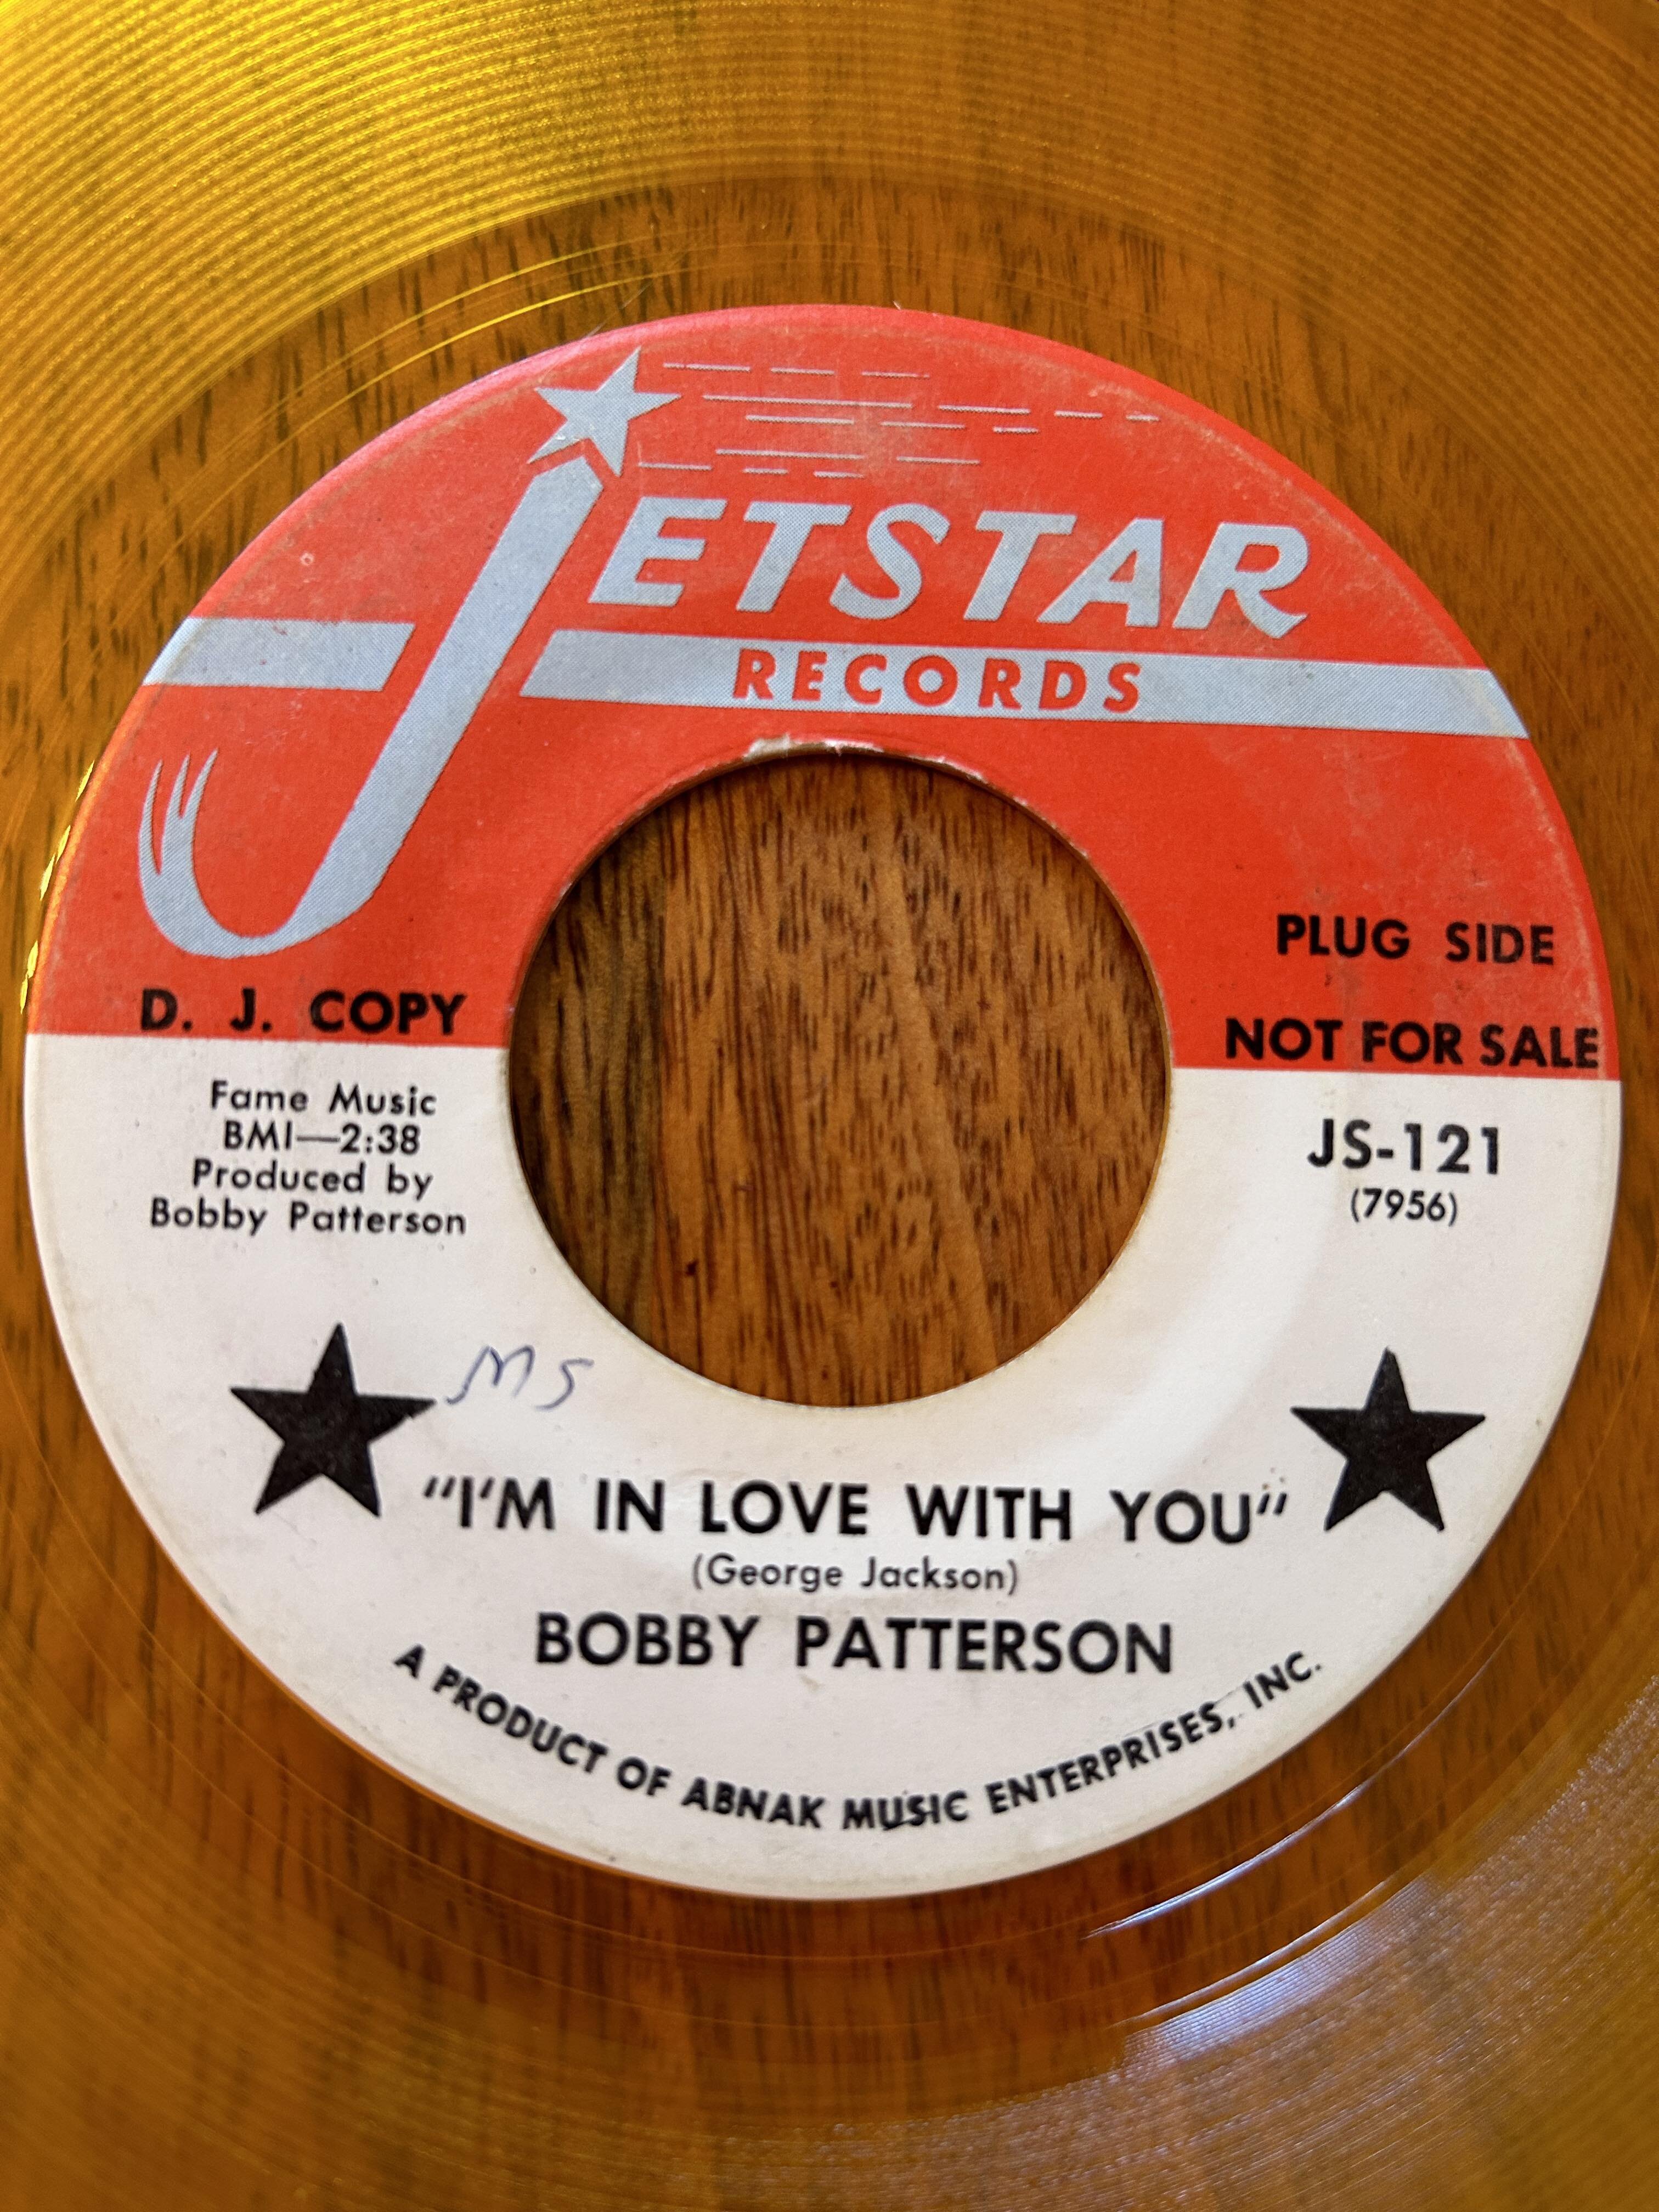 JETSTAR
RECORDS
PLUG SIDE
D. J. COPY
NOT FOR SALE
Fame Music
BMI—2:38
Produced by
Bobby Patterson
JS-121
(7956)
MS
"I'M IN LOVE WITH YOU"
(George Jackson)
BOBBY PATTERSON
A PRODUCT OF ABNAK MUSIC ENTERPRISES, INC.